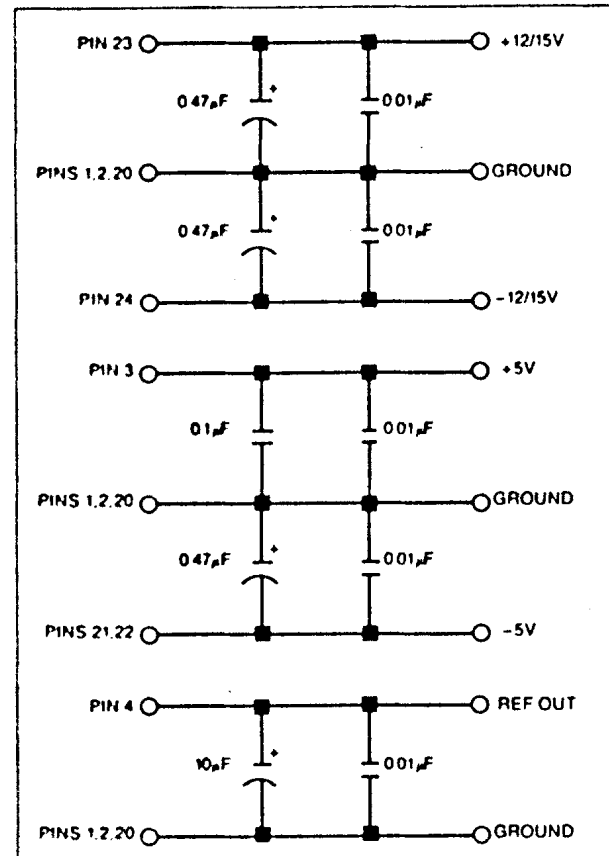 PIN 23 +12/15V
0.47µF + 0.01µF
PINS 1,2,20 GROUND
0.47µF + 0.01µF
PIN 24 -12/15V
PIN 3 +5V
0.1µF 0.01µF
PINS 1,2,20 GROUND
0.47µF + 0.01µF
PINS 21,22 -5V
PIN 4 REF OUT
10µF + 0.01µF
PINS 1,2,20 GROUND